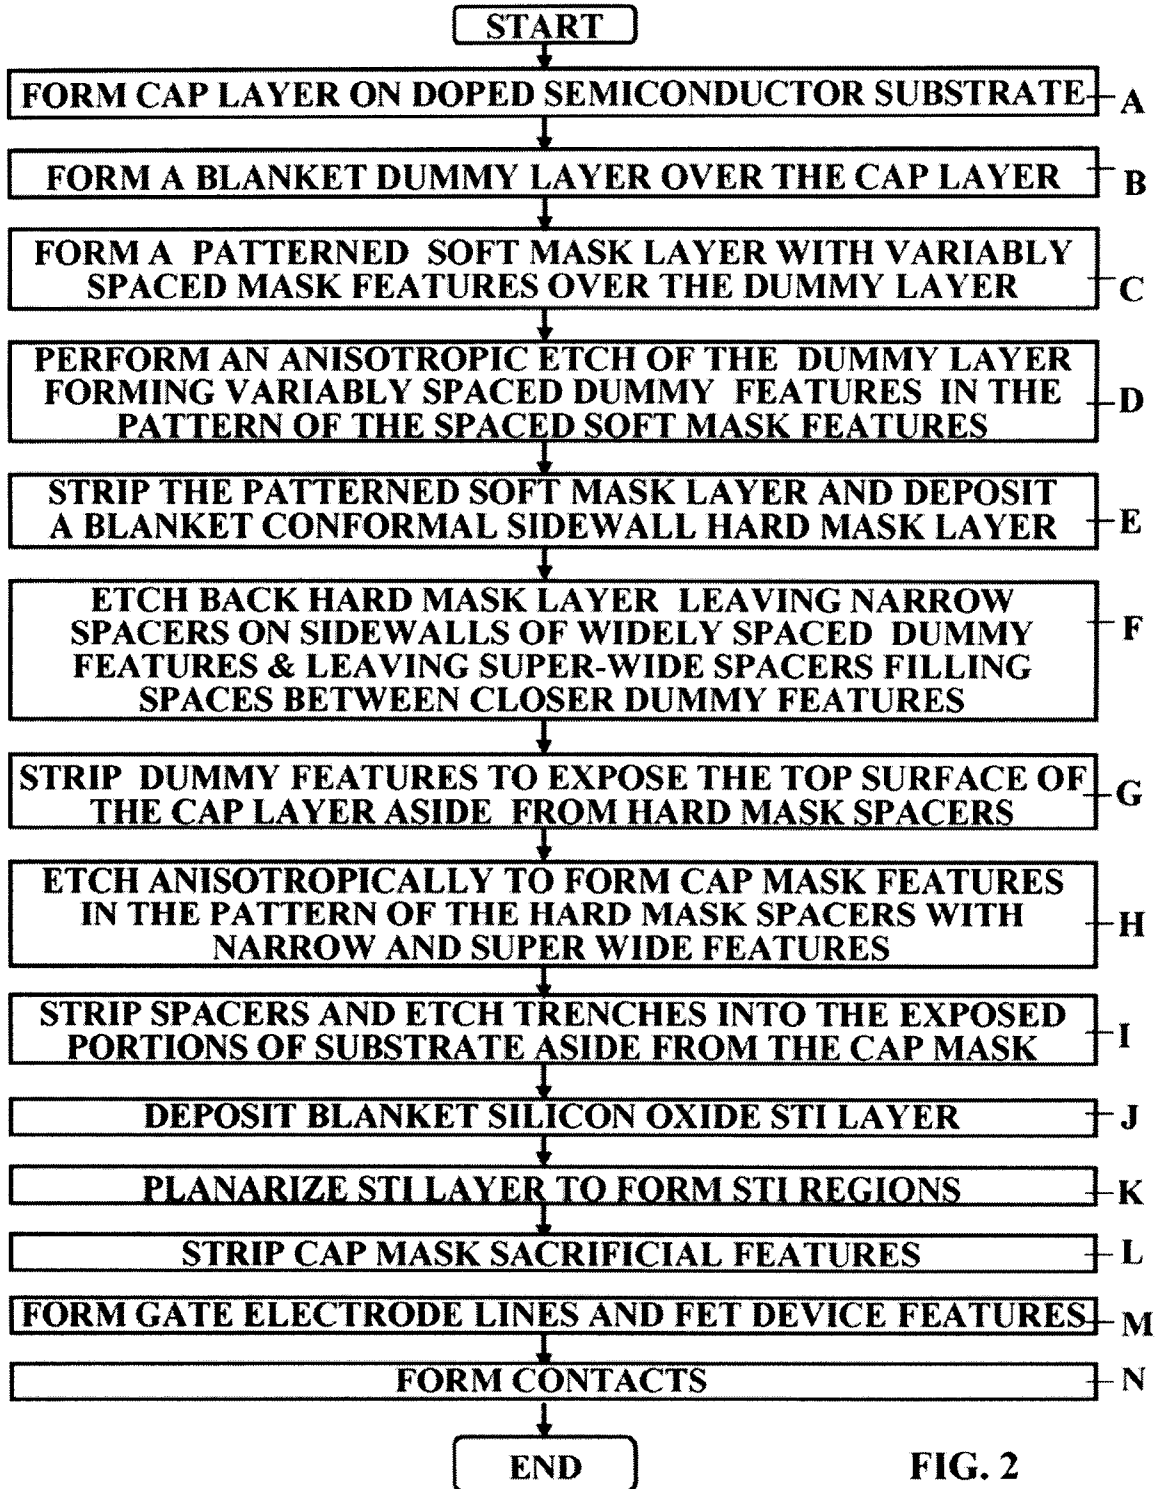 START
FORM CAP LAYER ON DOPED SEMICONDUCTOR SUBSTRATE
A
FORM A BLANKET DUMMY LAYER OVER THE CAP LAYER
B
FORM A PATTERNED SOFT MASK LAYER WITH VARIABLY
SPACED MASK FEATURES OVER THE DUMMY LAYER
C
PERFORM AN ANISOTROPIC ETCH OF THE DUMMY LAYER
FORMING VARIABLY SPACED DUMMY FEATURES IN THE
PATTERN OF THE SPACED SOFT MASK FEATURES
D
STRIP THE PATTERNED SOFT MASK LAYER AND DEPOSIT
A BLANKET CONFORMAL SIDEWALL HARD MASK LAYER
E
ETCH BACK HARD MASK LAYER LEAVING NARROW
SPACERS ON SIDEWALLS OF WIDELY SPACED DUMMY
FEATURES & LEAVING SUPER-WIDE SPACERS FILLING
SPACES BETWEEN CLOSER DUMMY FEATURES
F
STRIP DUMMY FEATURES TO EXPOSE THE TOP SURFACE OF
THE CAP LAYER ASIDE FROM HARD MASK SPACERS
G
ETCH ANISOTROPICALLY TO FORM CAP MASK FEATURES
IN THE PATTERN OF THE HARD MASK SPACERS WITH
NARROW AND SUPER WIDE FEATURES
H
STRIP SPACERS AND ETCH TRENCHES INTO THE EXPOSED
PORTIONS OF SUBSTRATE ASIDE FROM THE CAP MASK
I
DEPOSIT BLANKET SILICON OXIDE STI LAYER
J
PLANARIZE STI LAYER TO FORM STI REGIONS
K
STRIP CAP MASK SACRIFICIAL FEATURES
L
FORM GATE ELECTRODE LINES AND FET DEVICE FEATURES
M
FORM CONTACTS
N
END
FIG. 2